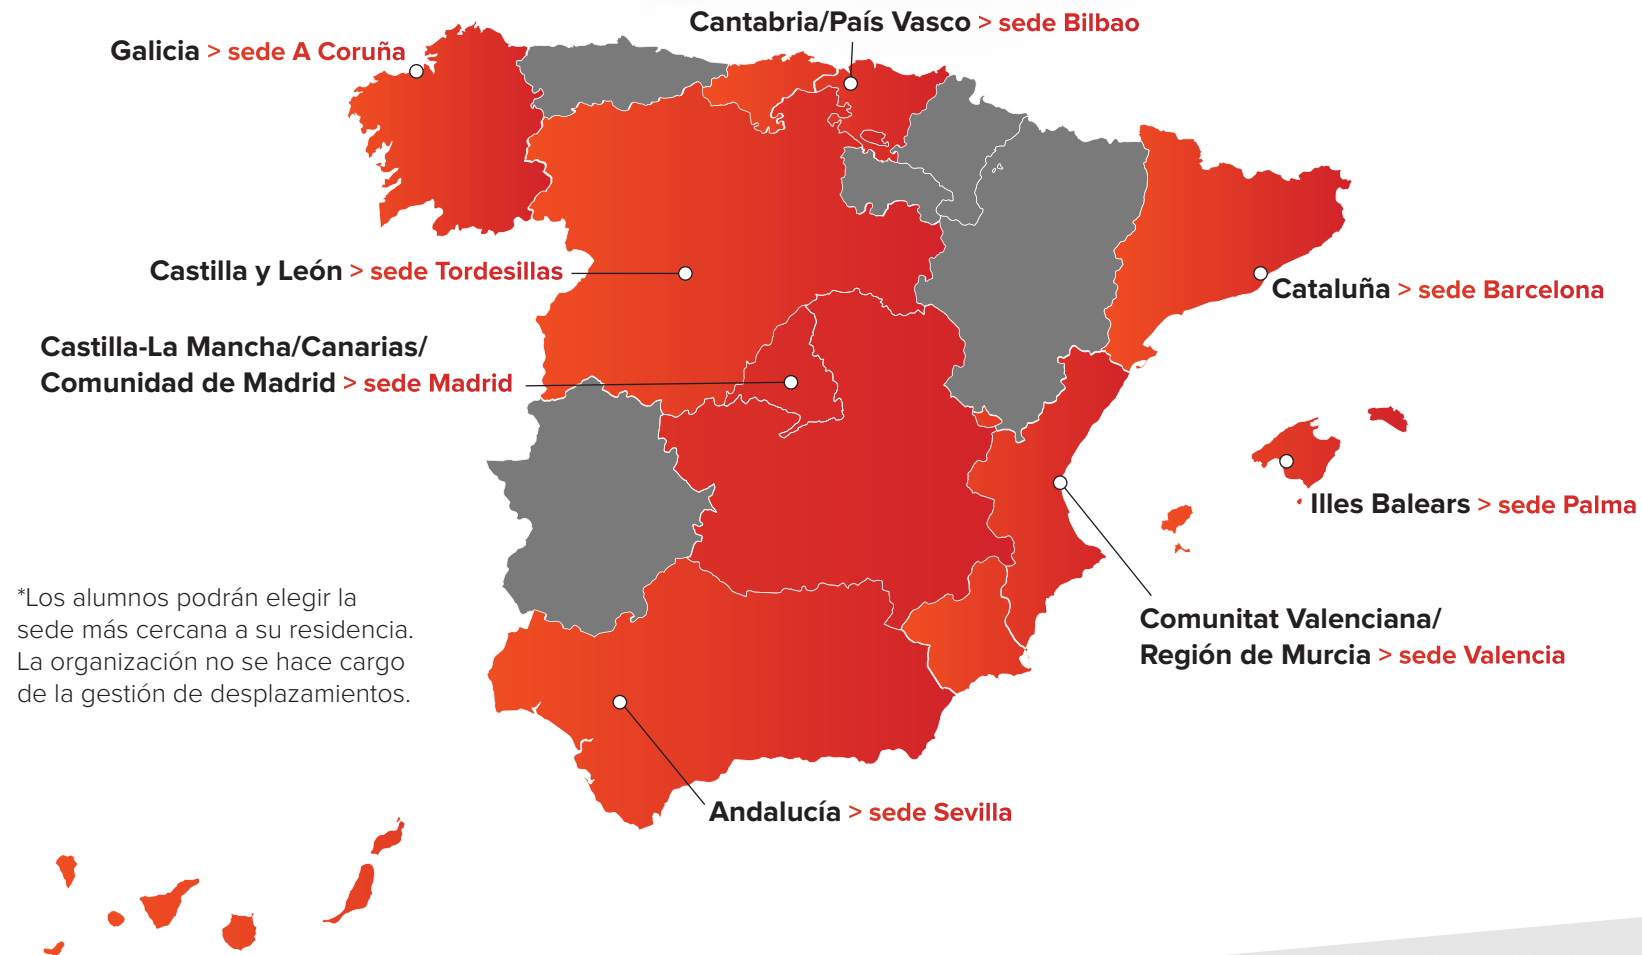 Cantabria/País Vasco > sede Bilbao
Galicia > sede A Coruña
Castilla y León > sede Tordesillas
Cataluña > sede Barcelona
Castilla-La Mancha/Canarias/
Comunidad de Madrid > sede Madrid
Illes Balears > sede Palma
*Los alumnos podrán elegir la
sede más cercana a su residencia.
La organización no se hace cargo
de la gestión de desplazamientos.
Comunitat Valenciana/
Región de Murcia > sede Valencia
Andalucía > sede Sevilla